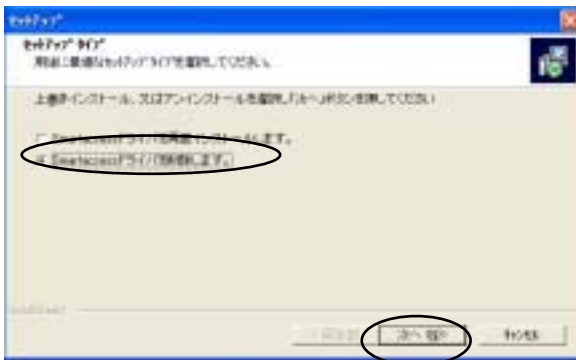 セットアップ
セットアップ タイプ
用途に最適なセットアップ タイプを選択してください。
上書きインストール、又はアンインストールを選択し「次へ」ボタンを押してください
Smartaccessドライバを再度インストールします。
Smartaccessドライバを削除します。
InstallShield
次へ(N)>
キャンセル